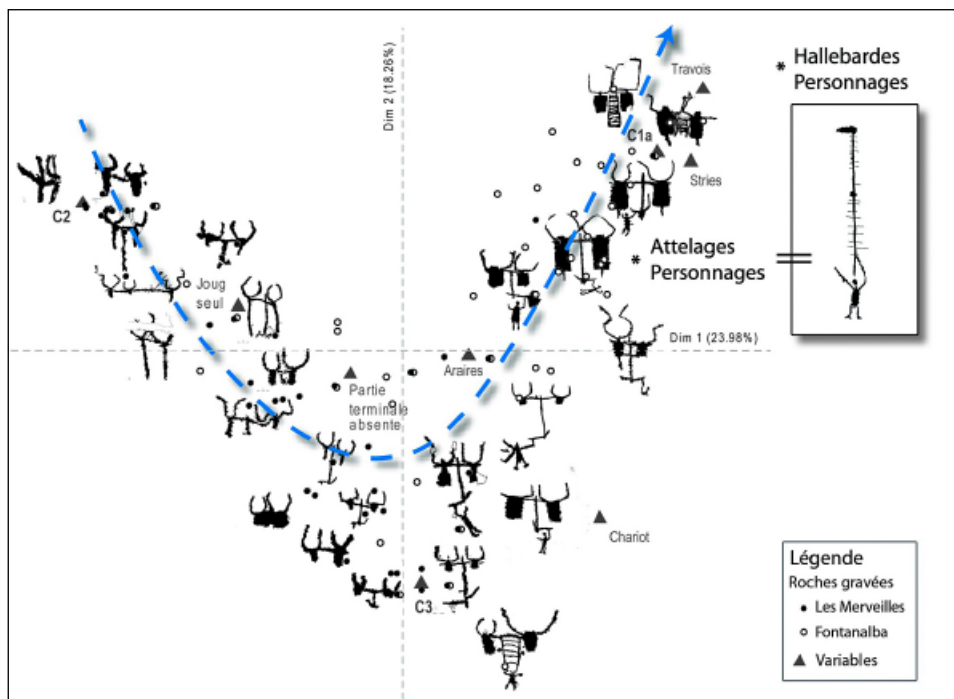 Dim 2 (18.26%)
Travois
* Hallebardes
Personnages
C1a
Stries
C2
* Attelages
Personnages
Joug
seul
Dim 1 (23.98%)
Araires
Partie
terminale
absente
Chariot
C3
Légende
Roches gravées
Les Merveilles
Fontanalba
Variables